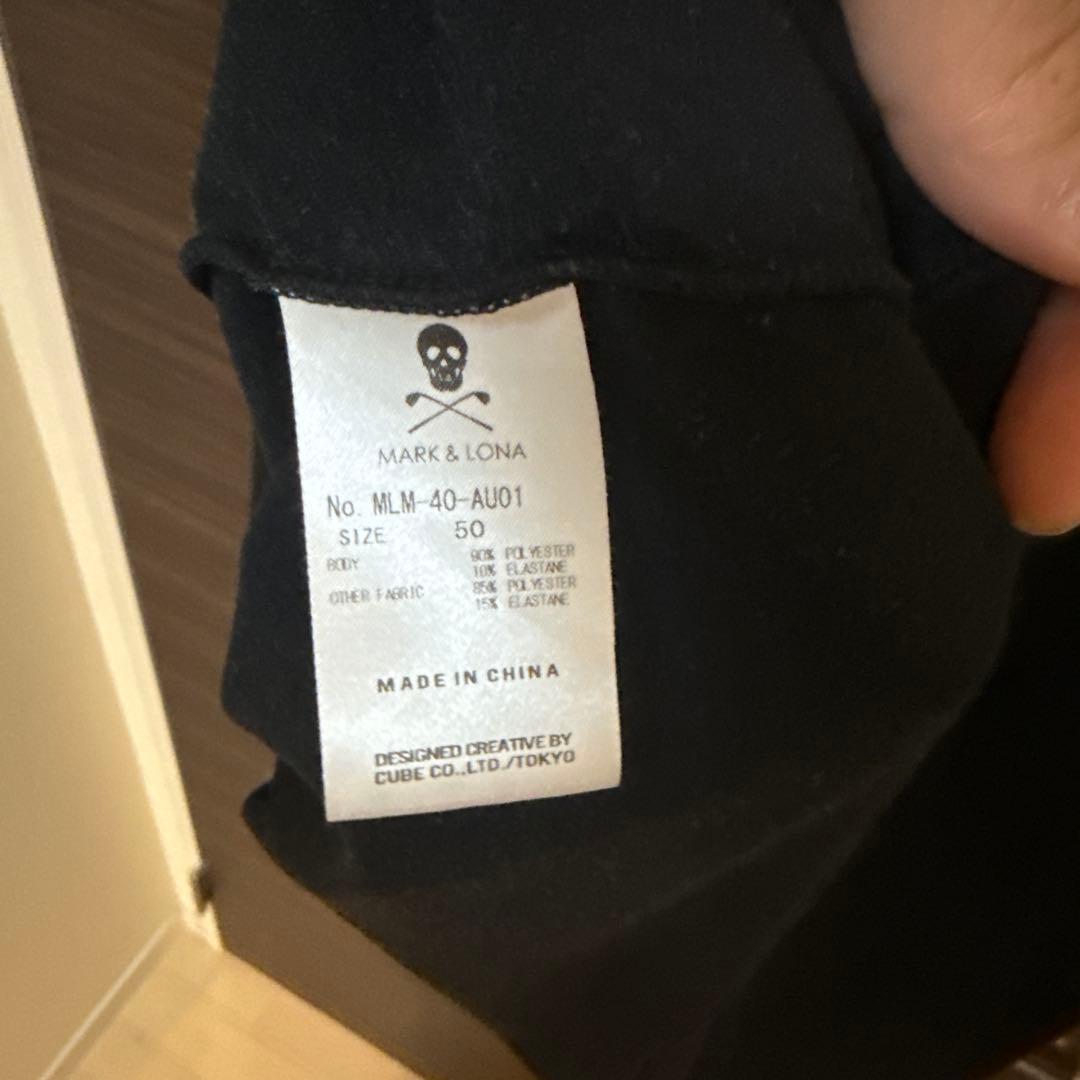 MARK & LONA
No. MLM-40-AU01
SIZE 50
BODY 90% POLYESTER
10% ELASTANE
OTHER FABRIC 85% POLYESTER
15% ELASTANE
MADE IN CHINA
DESIGNED CREATIVE BY
CUBE CO.,LTD./TOKYO